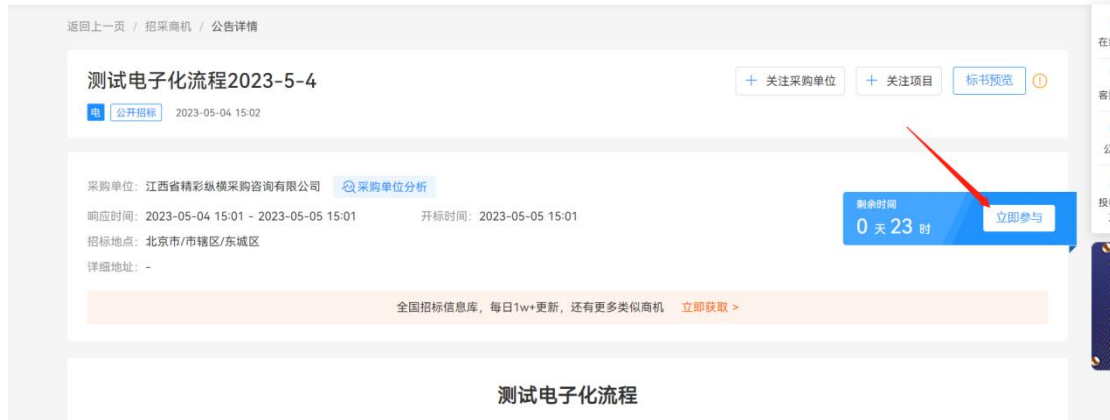 返回上一页 / 招采商机 / 公告详情
测试电子化流程2023-5-4
+ 关注采购单位
+ 关注项目
标书预览
电 公开招标 2023-05-04 15:02
采购单位: 江西省精彩纵横采购咨询有限公司 采购单位分析
响应时间: 2023-05-04 15:01 - 2023-05-05 15:01 开标时间: 2023-05-05 15:01
剩余时间
0 天 23 时
立即参与
招标地点: 北京市/市辖区/东城区
详细地址: -
全国招标信息库，每日1w+更新，还有更多类似商机 立即获取 >
测试电子化流程